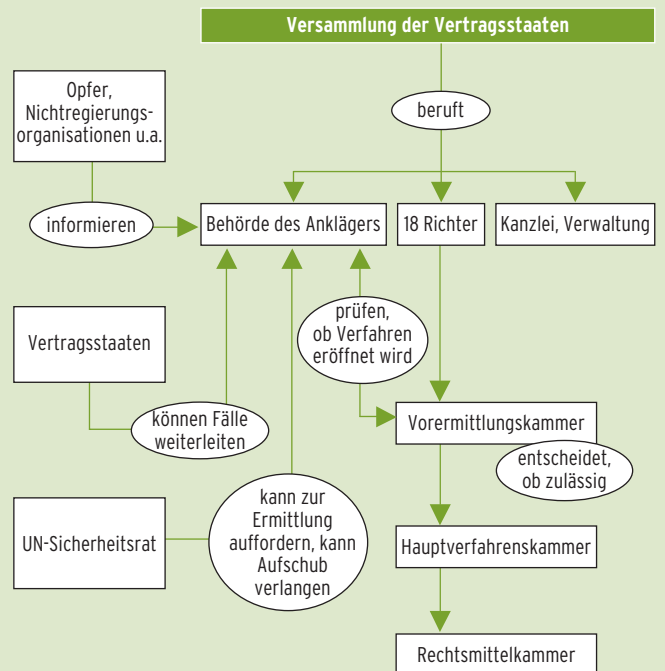 Versammlung der Vertragsstaaten
Opfer,
Nichtregierungs-
organisationen u.a.
beruft
informieren
Behörde des Anklägers
18 Richter
Kanzlei, Verwaltung
prüfen,
ob Verfahren
eröffnet wird
Vertragsstaaten
können Fälle
weiterleiten
Vorermittlungskammer
entscheidet,
ob zulässig
UN-Sicherheitsrat
kann zur
Ermittlung
auffordern, kann
Aufschub
verlangen
Hauptverfahrenskammer
Rechtsmittelkammer